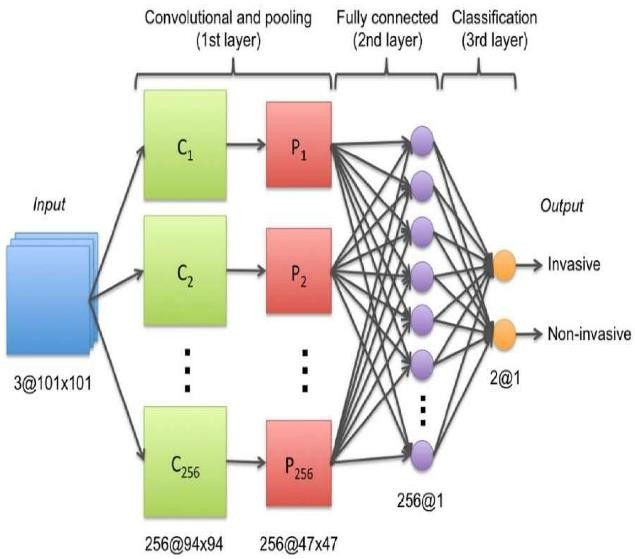 Convolutional and pooling
(1st layer)
Fully connected
(2nd layer)
Classification
(3rd layer)
Input
3@101x101
C1
C2
C256
256@94x94
P1
P2
P256
256@47x47
256@1
2@1
Output
Invasive
Non-invasive